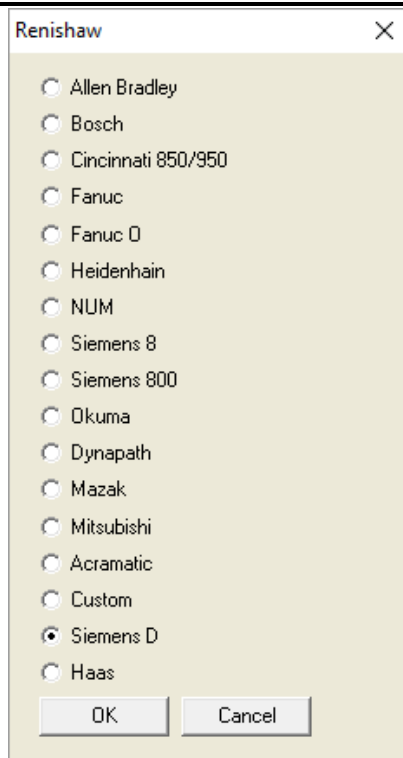 Renishaw
Allen Bradley
Bosch
Cincinnati 850/950
Fanuc
Fanuc 0
Heidenhain
NUM
Siemens 8
Siemens 800
Okuma
Dynapath
Mazak
Mitsubishi
Acramatic
Custom
Siemens D
Haas
OK Cancel